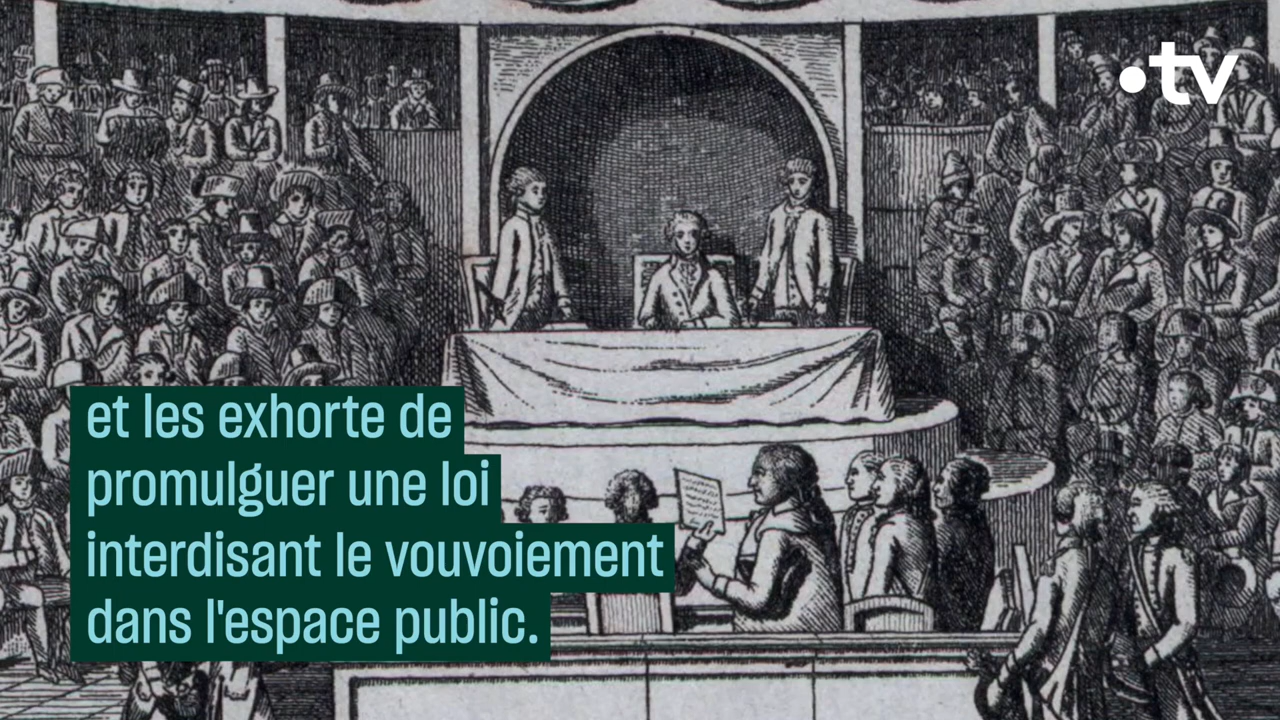 •tv
et les exhorte de
promulguer une loi
interdisant le vouvoiement
dans l'espace public.